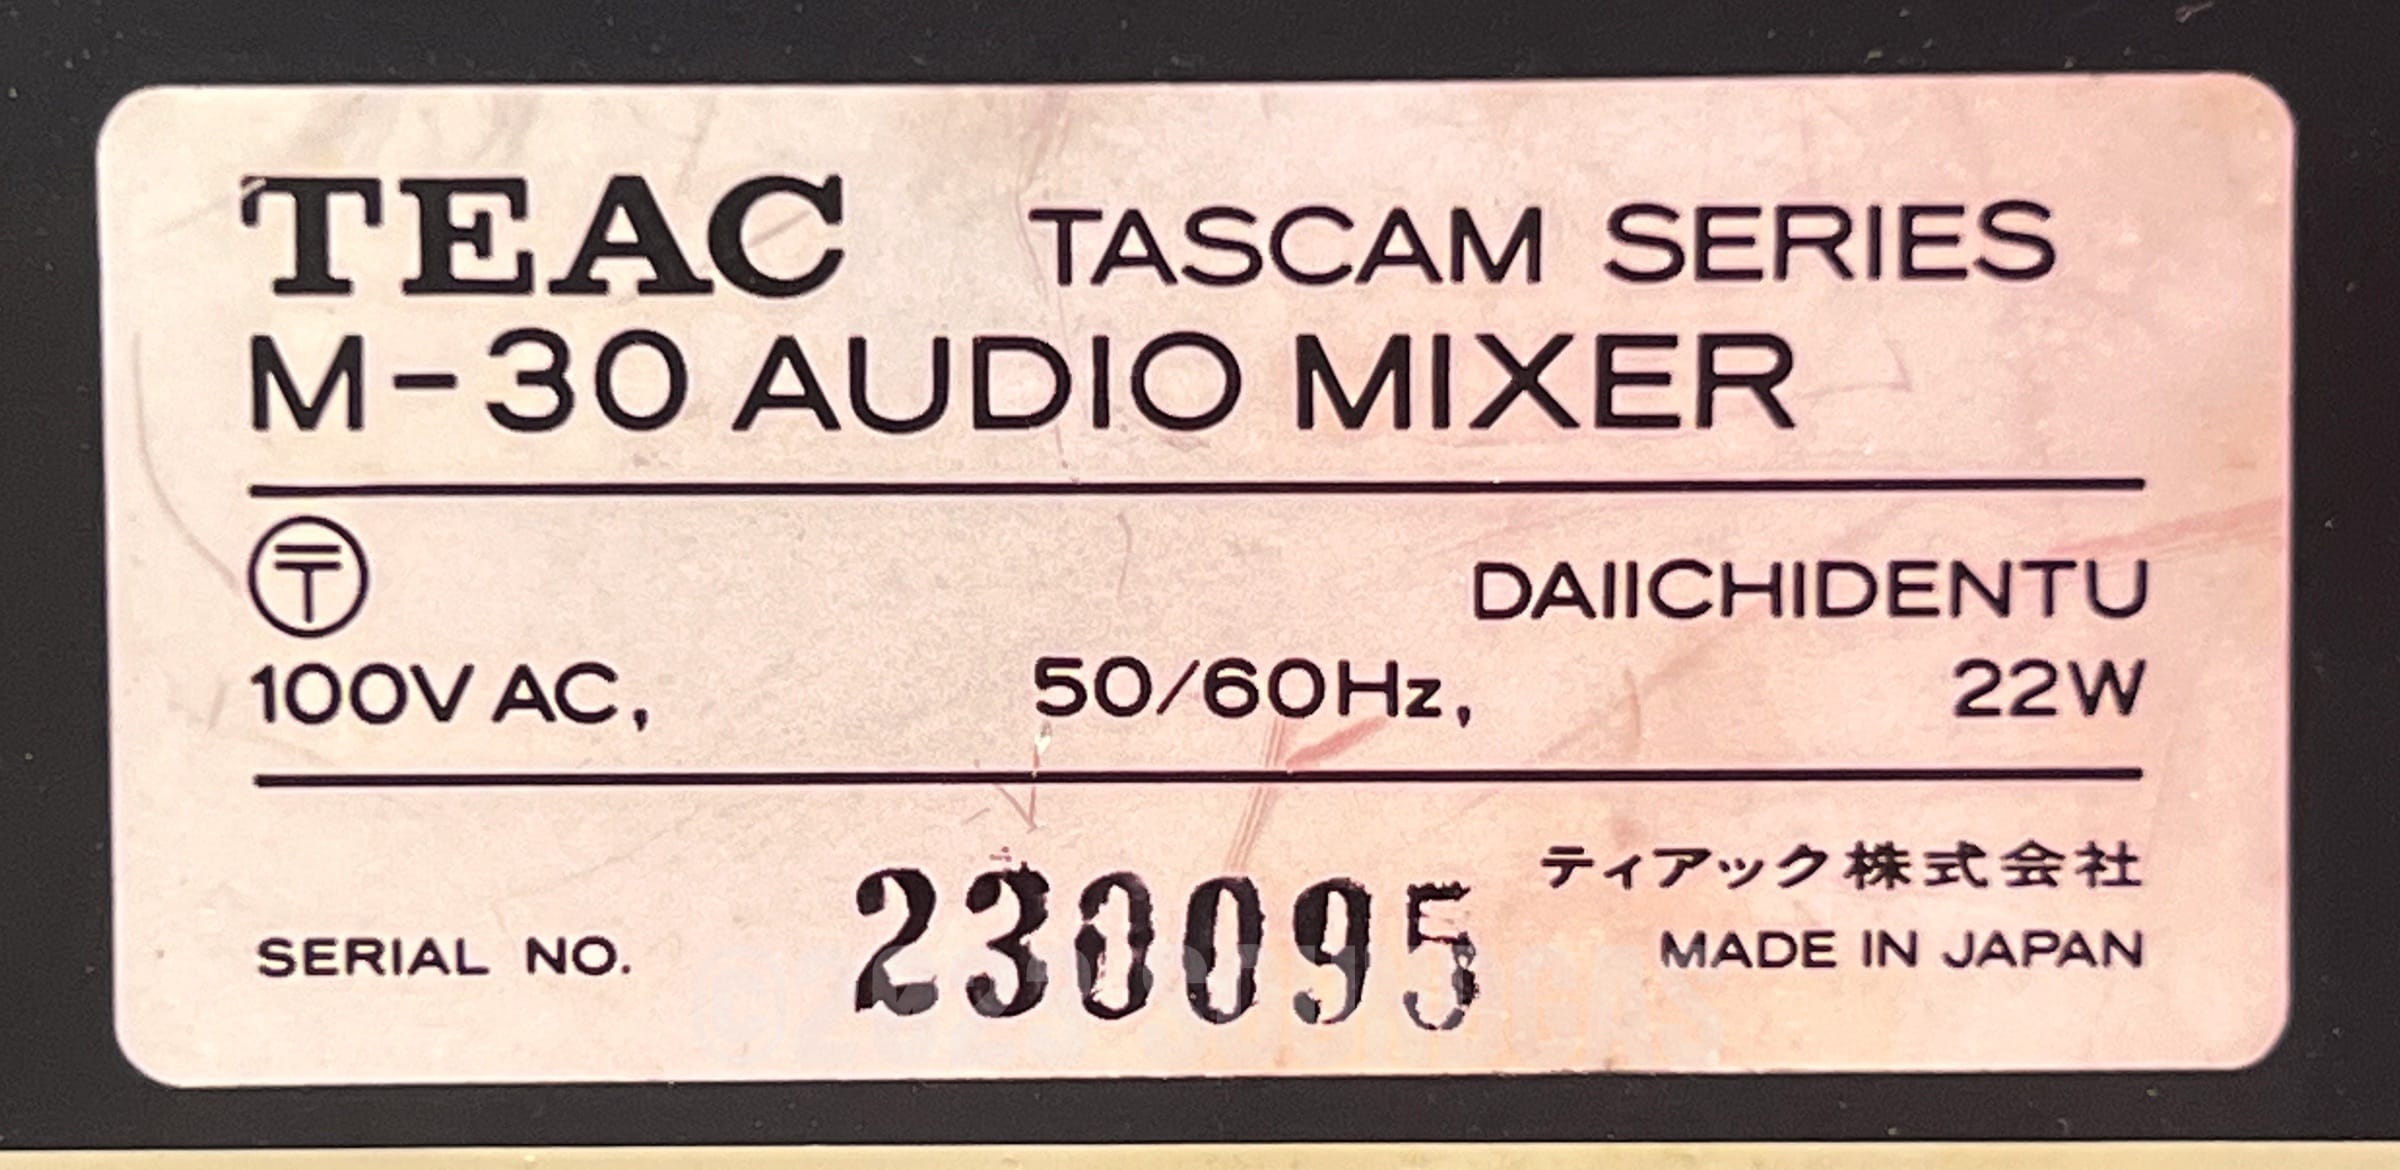 TEAC TASCAM SERIES
M-30 AUDIO MIXER
〶 DAIICHIDENTU
100V AC, 50/60Hz, 22W
ティアック株式会社
SERIAL NO. 230095 MADE IN JAPAN